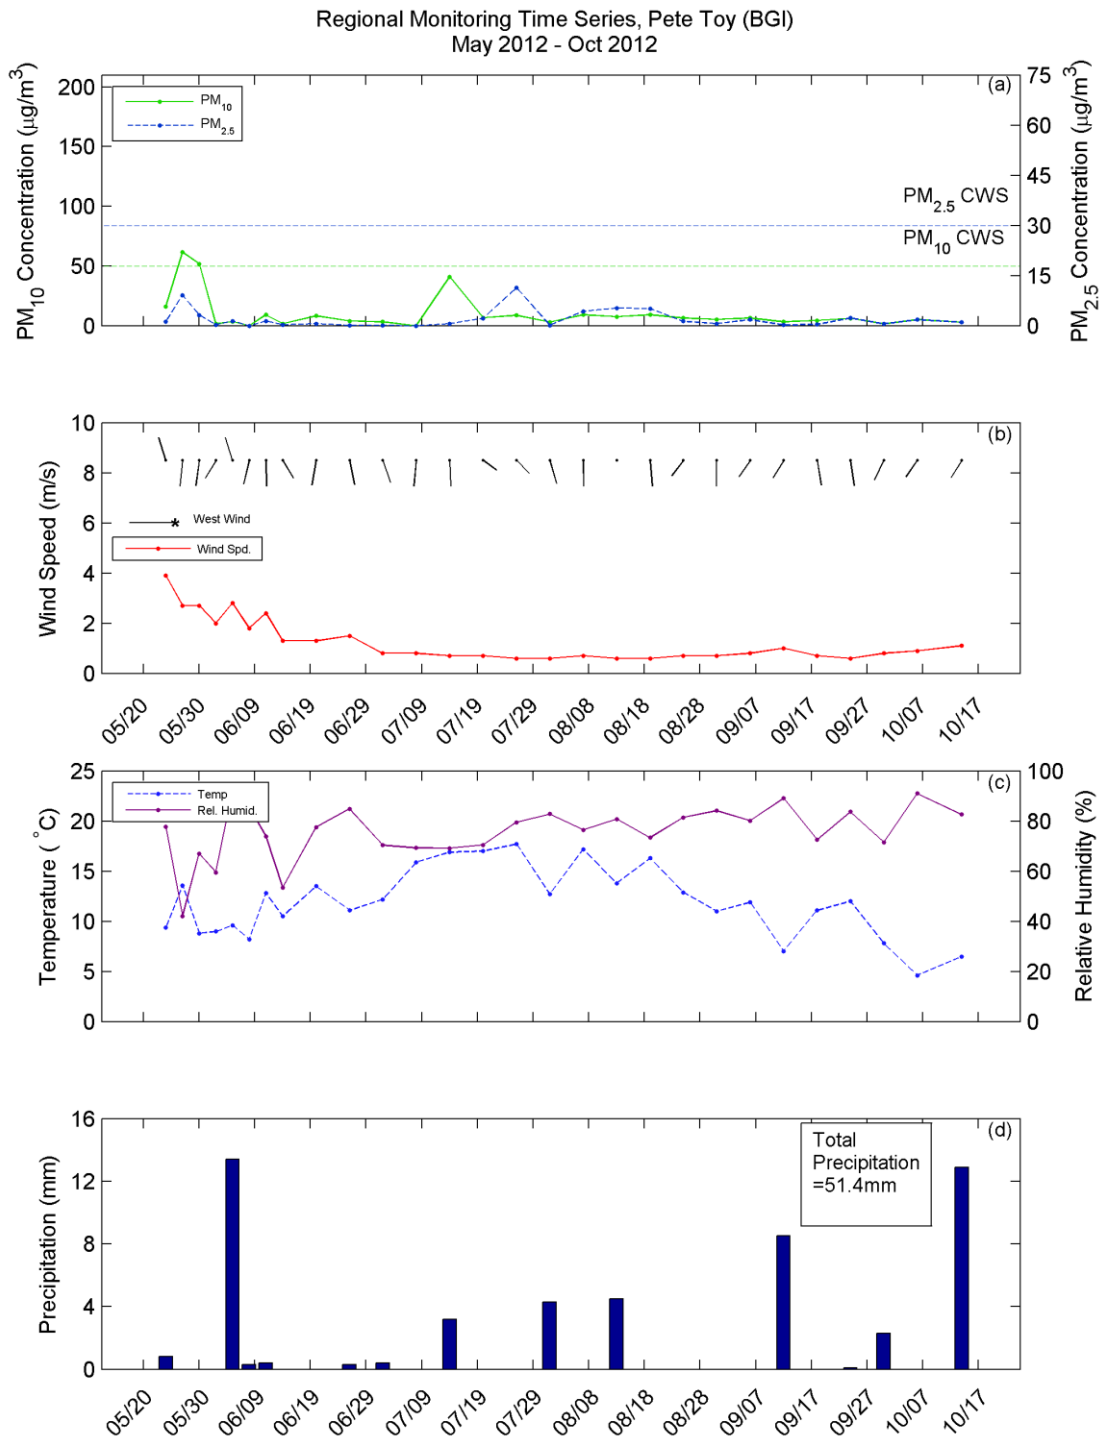 Regional Monitoring Time Series, Pete Toy (BGI)
May 2012 - Oct 2012
(a)
PM10 Concentration (μg/m3)
200
150
100
50
0
PM10
PM2.5
PM2.5 CWS
PM10 CWS
75
60
45
30
15
0
PM2.5 Concentration (μg/m3)
(b)
Wind Speed (m/s)
10
8
6
4
2
0
* West Wind
Wind Spd.
05/20 05/30 06/09 06/19 06/29 07/09 07/19 07/29 08/08 08/18 08/28 09/07 09/17 09/27 10/07 10/17
(c)
Temperature (°C)
25
20
15
10
5
0
Temp
Rel. Humid.
100
80
60
40
20
0
Relative Humidity (%)
(d)
Precipitation (mm)
16
12
8
4
0
Total
Precipitation
=51.4mm
05/20 05/30 06/09 06/19 06/29 07/09 07/19 07/29 08/08 08/18 08/28 09/07 09/17 09/27 10/07 10/17